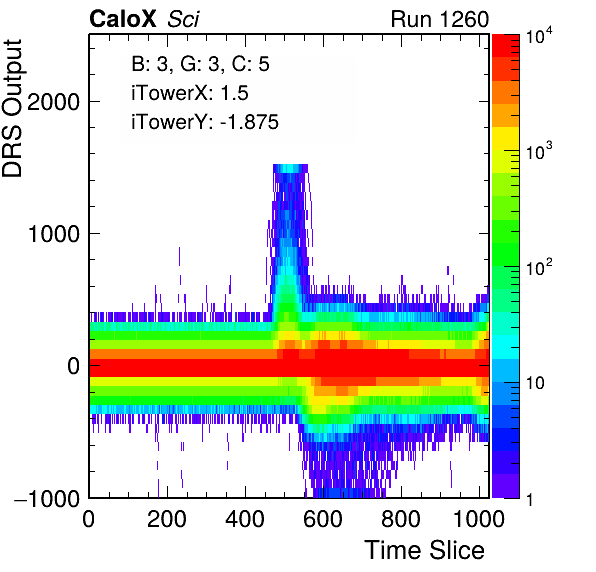 CaloX Sci Run 1260
B: 3, G: 3, C: 5
iTowerX: 1.5
iTowerY: -1.875
DRS Output
2000
1000
0
−1000
0 200 400 600 800 1000
Time Slice
10^4
10^3
10^2
10
1